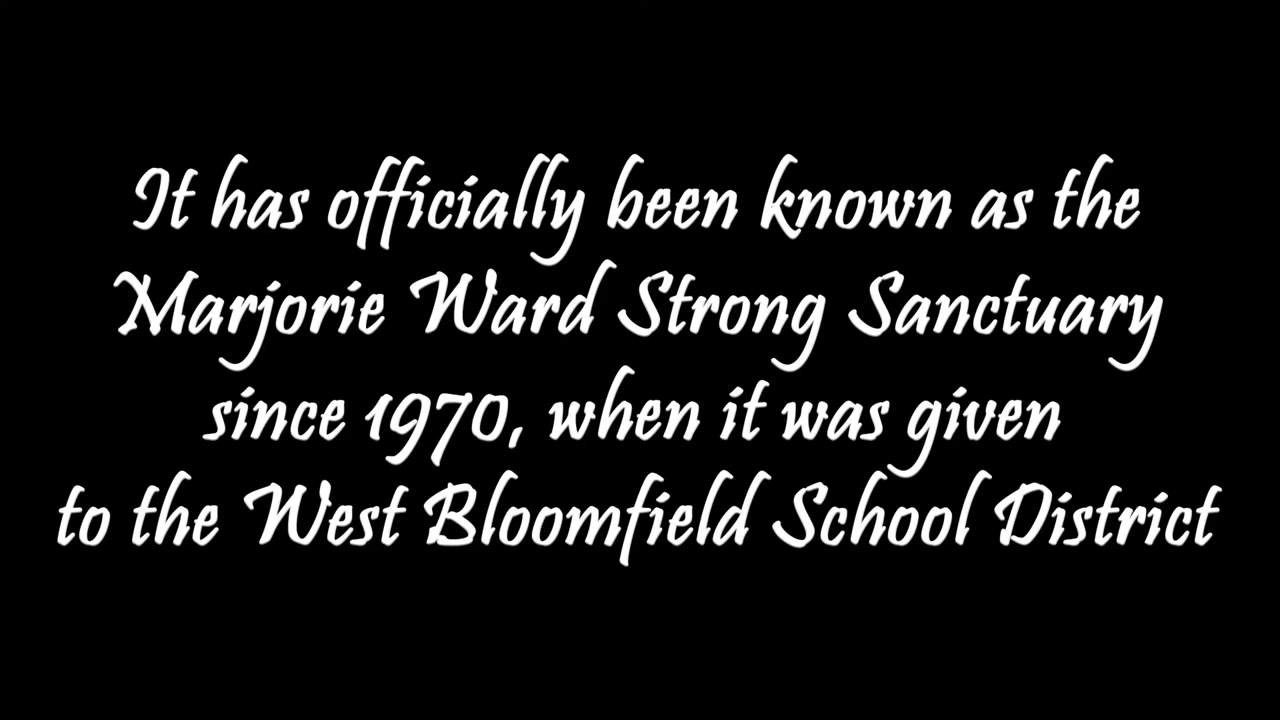 It has officially been known as the
Marjorie Ward Strong Sanctuary
since 1970, when it was given
to the West Bloomfield School District